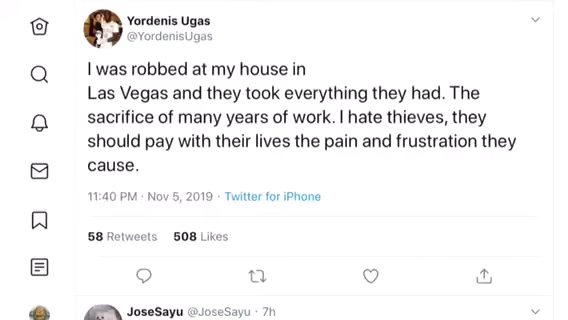 Yordenis Ugas
@YordenisUgas
I was robbed at my house in
Las Vegas and they took everything they had. The
sacrifice of many years of work. I hate thieves, they
should pay with their lives the pain and frustration they
cause.
11:40 PM · Nov 5, 2019 · Twitter for iPhone
58 Retweets 508 Likes
JoseSayu @JoseSayu · 7h